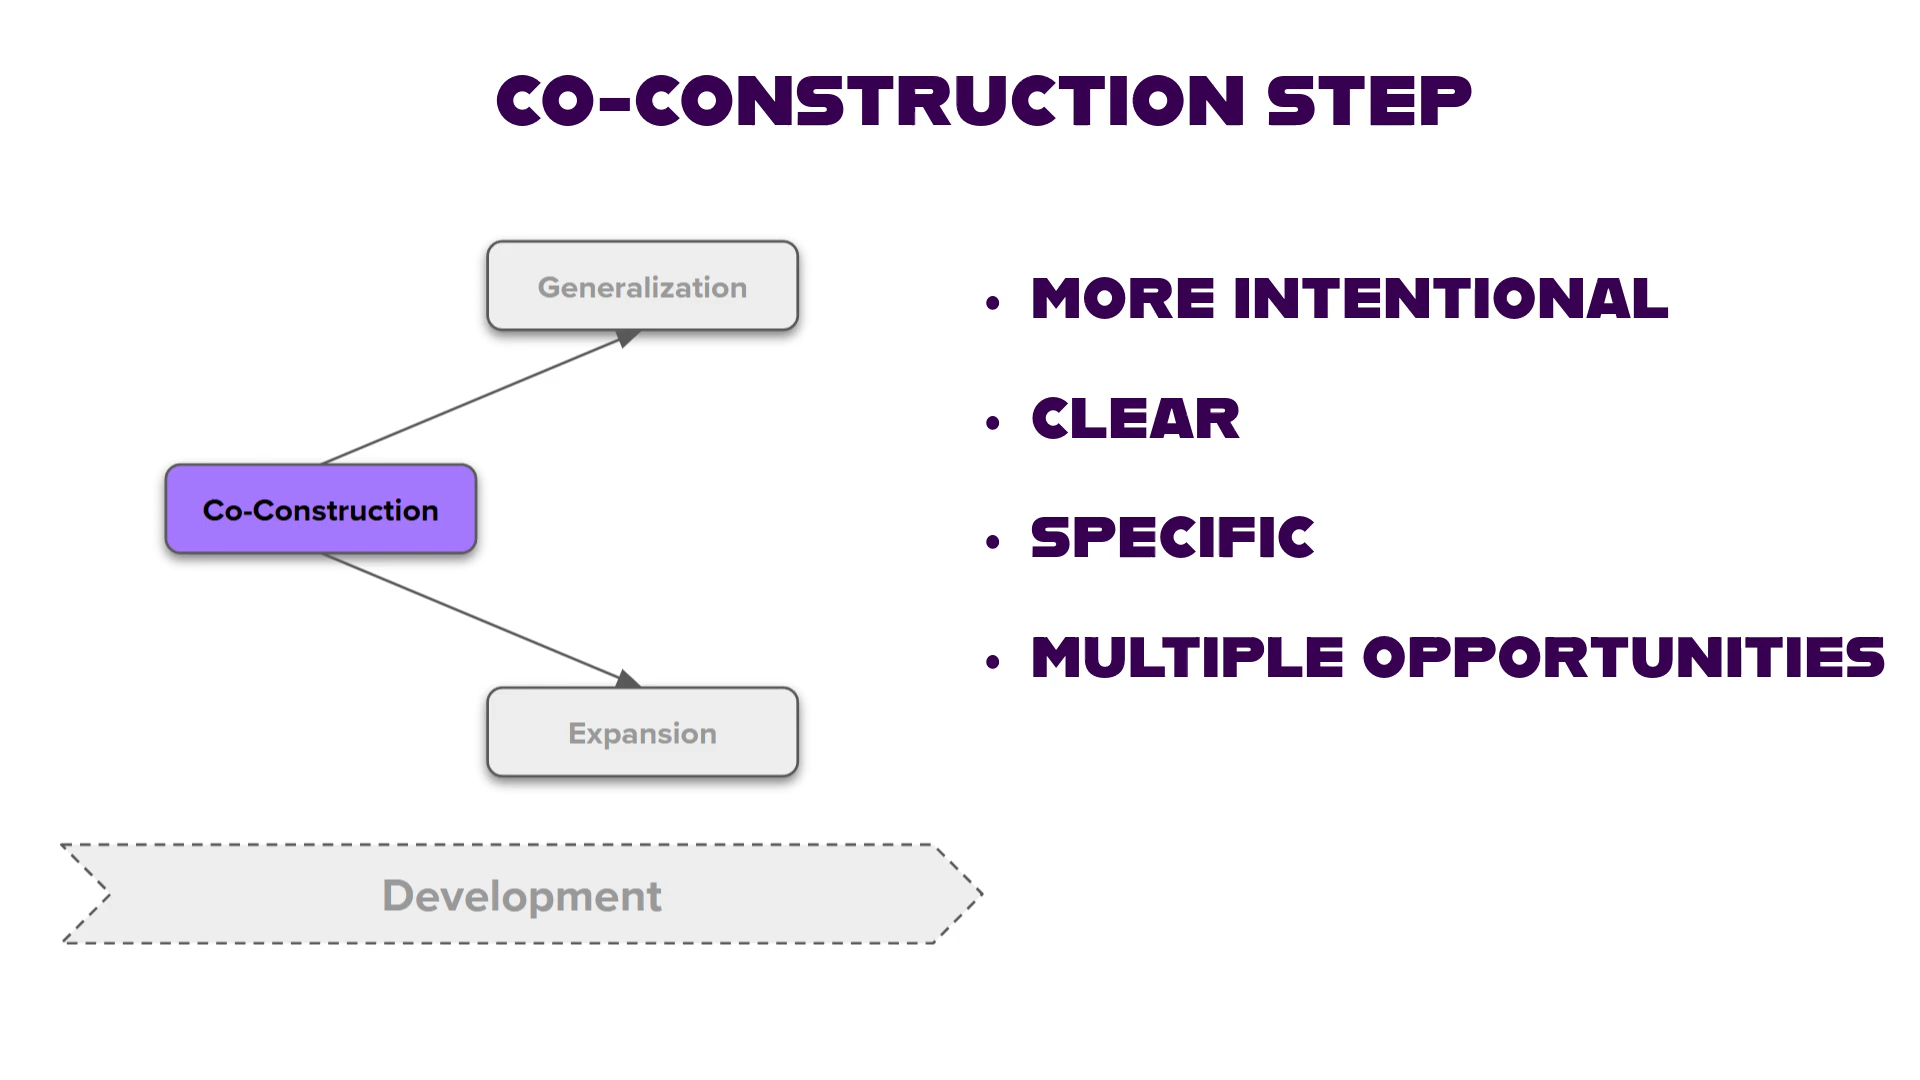 CO-CONSTRUCTION STEP
Generalization
Co-Construction
Expansion
Development
• MORE INTENTIONAL
• CLEAR
• SPECIFIC
• MULTIPLE OPPORTUNITIES